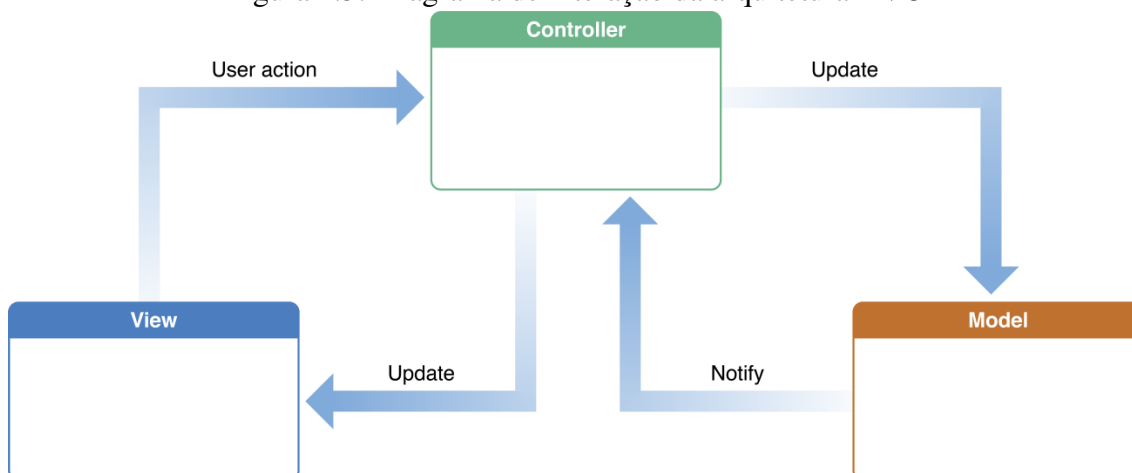 Controller
User action
Update
View
Model
Update
Notify